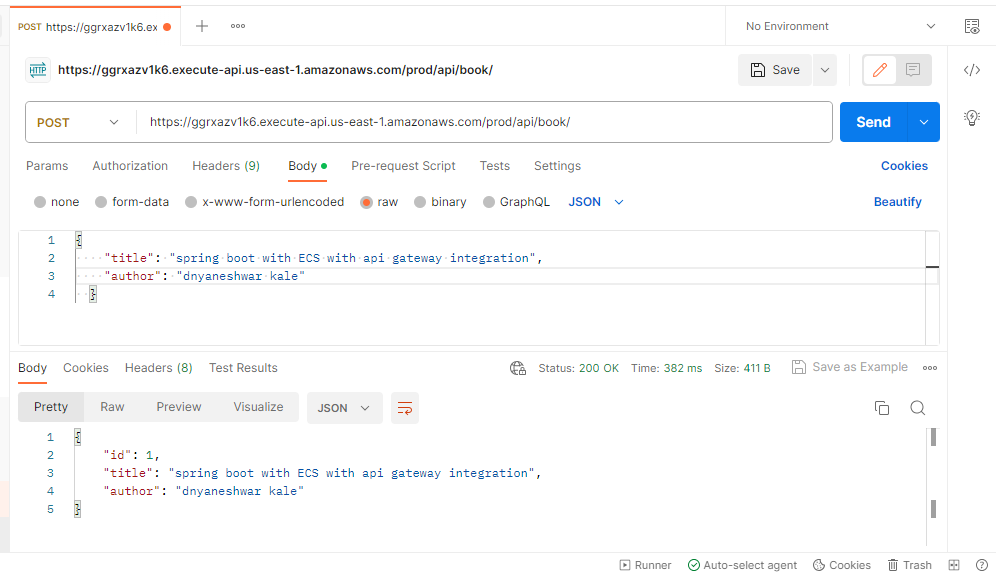 POST https://ggrxazv1k6.ex
No Environment
HTTP https://ggrxazv1k6.execute-api.us-east-1.amazonaws.com/prod/api/book/ Save
POST https://ggrxazv1k6.execute-api.us-east-1.amazonaws.com/prod/api/book/ Send
Params Authorization Headers (9) Body Pre-request Script Tests Settings Cookies
none form-data x-www-form-urlencoded raw binary GraphQL JSON Beautify
1 {
2 "title": "spring boot with ECS with api gateway integration",
3 "author": "dnyaneshwar kale"
4 }
Body Cookies Headers (8) Test Results Status: 200 OK Time: 382 ms Size: 411 B Save as Example
Pretty Raw Preview Visualize JSON
1 {
2 "id": 1,
3 "title": "spring boot with ECS with api gateway integration",
4 "author": "dnyaneshwar kale"
5 }
Runner Auto-select agent Cookies Trash